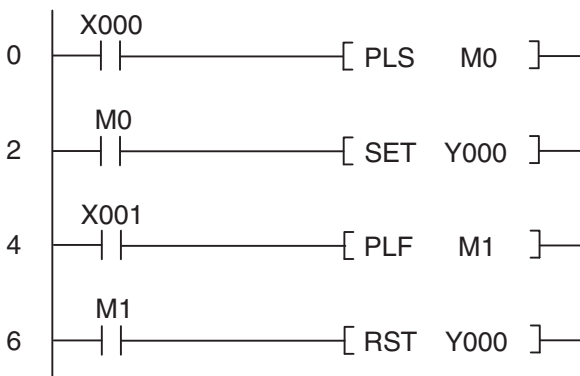 X000
0 [ PLS M0 ]
M0
2 [ SET Y000 ]
X001
4 [ PLF M1 ]
M1
6 [ RST Y000 ]